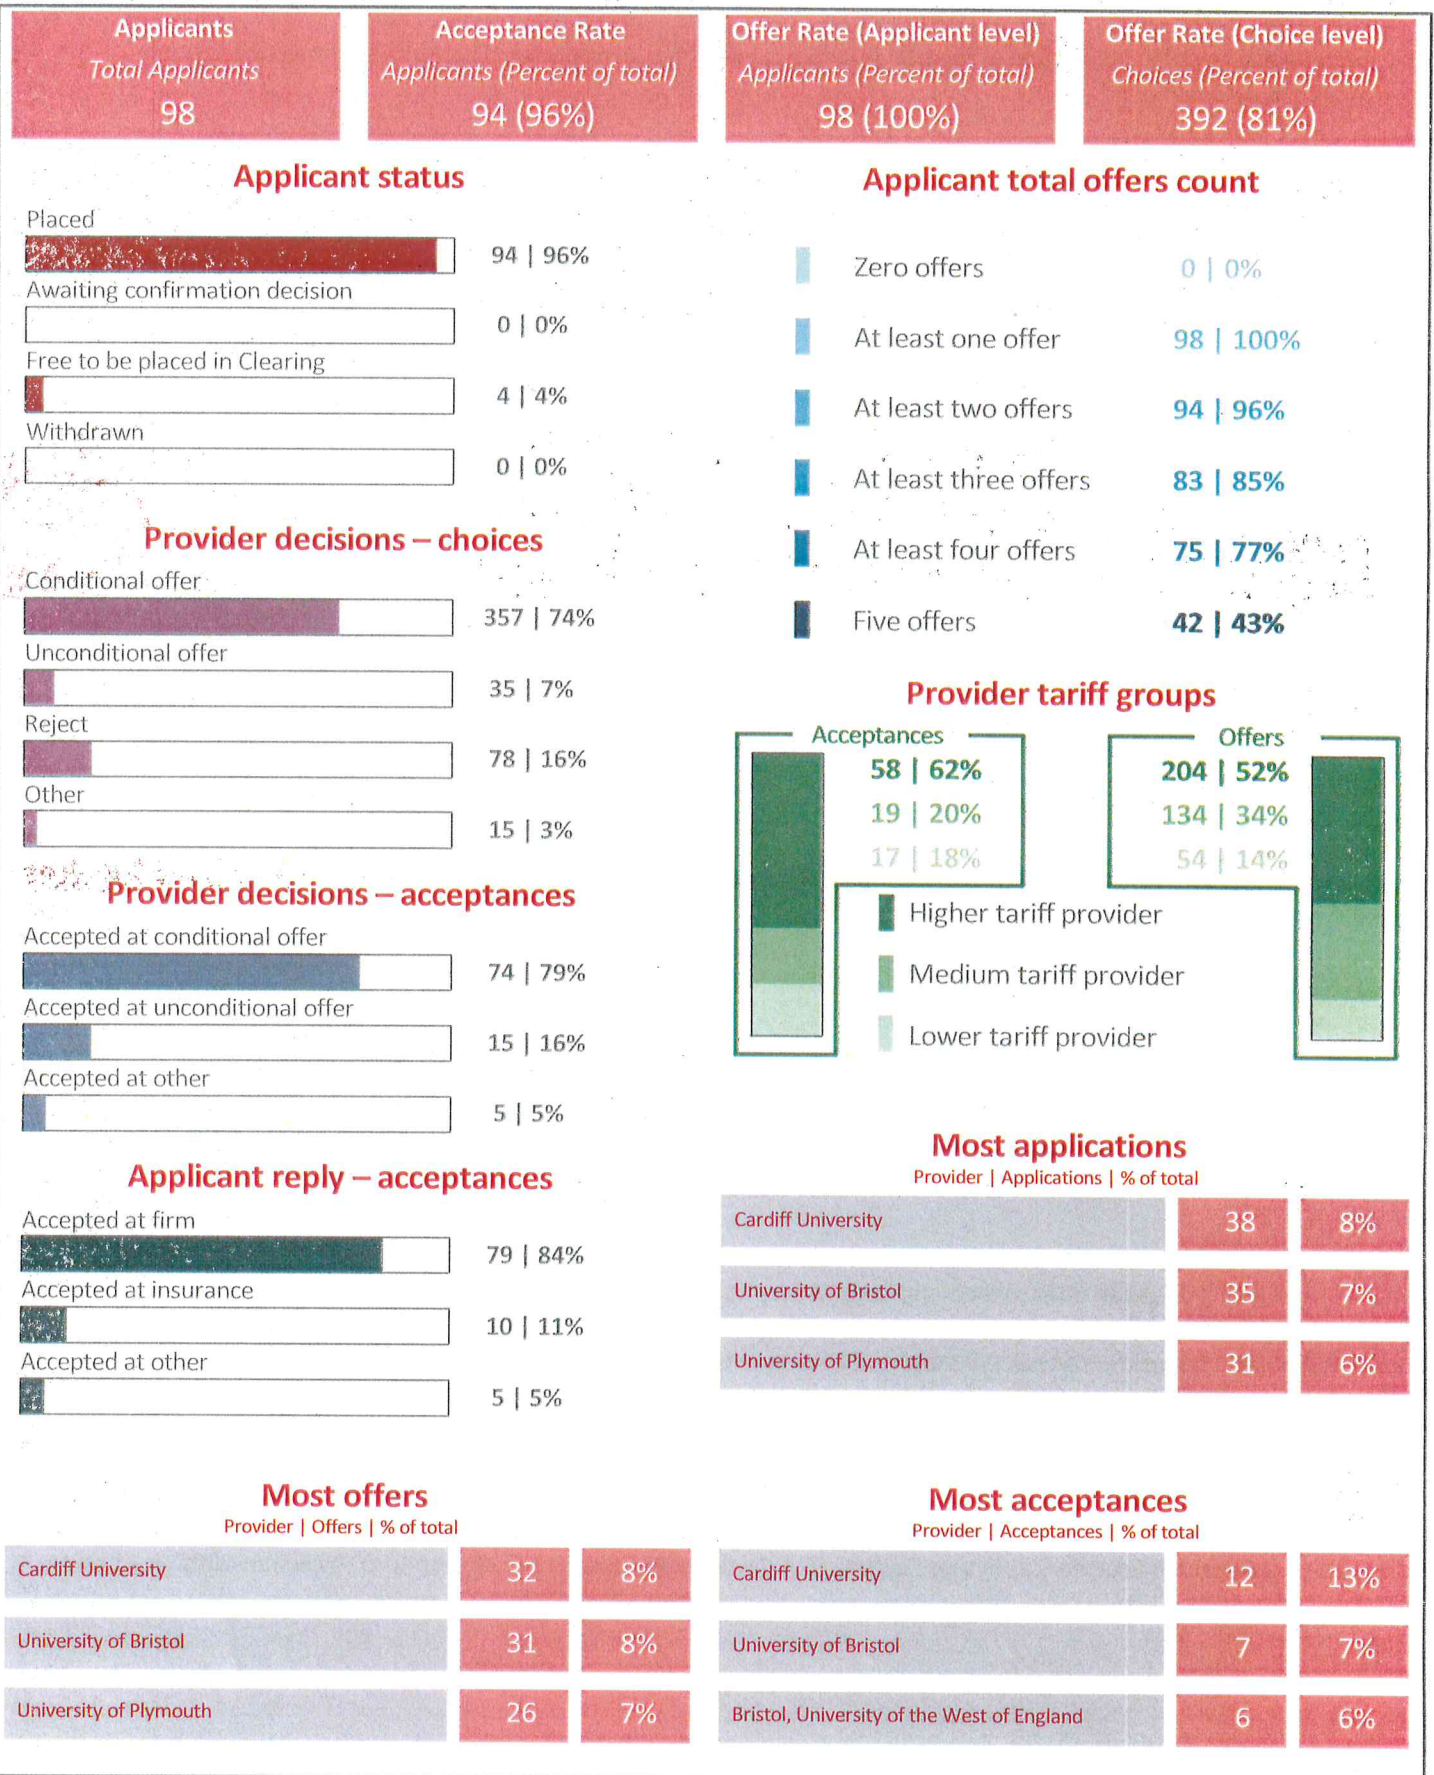 Applicants
Total Applicants
98
Acceptance Rate
Applicants (Percent of total)
94 (96%)
Offer Rate (Applicant level)
Applicants (Percent of total)
98 (100%)
Offer Rate (Choice level)
Choices (Percent of total)
392 (81%)
Applicant status
Placed
94 | 96%
Awaiting confirmation decision
0 | 0%
Free to be placed in Clearing
4 | 4%
Withdrawn
0 | 0%
Provider decisions – choices
Conditional offer
357 | 74%
Unconditional offer
35 | 7%
Reject
78 | 16%
Other
15 | 3%
Provider decisions – acceptances
Accepted at conditional offer
74 | 79%
Accepted at unconditional offer
15 | 16%
Accepted at other
5 | 5%
Applicant reply – acceptances
Accepted at firm
79 | 84%
Accepted at insurance
10 | 11%
Accepted at other
5 | 5%
Applicant total offers count
Zero offers 0 | 0%
At least one offer 98 | 100%
At least two offers 94 | 96%
At least three offers 83 | 85%
At least four offers 75 | 77%
Five offers 42 | 43%
Provider tariff groups
Acceptances
58 | 62%
19 | 20%
17 | 18%
Offers
204 | 52%
134 | 34%
54 | 14%
Higher tariff provider
Medium tariff provider
Lower tariff provider
Most applications
Provider | Applications | % of total
Cardiff University 38 8%
University of Bristol 35 7%
University of Plymouth 31 6%
Most offers
Provider | Offers | % of total
Cardiff University 32 8%
University of Bristol 31 8%
University of Plymouth 26 7%
Most acceptances
Provider | Acceptances | % of total
Cardiff University 12 13%
University of Bristol 7 7%
Bristol, University of the West of England 6 6%